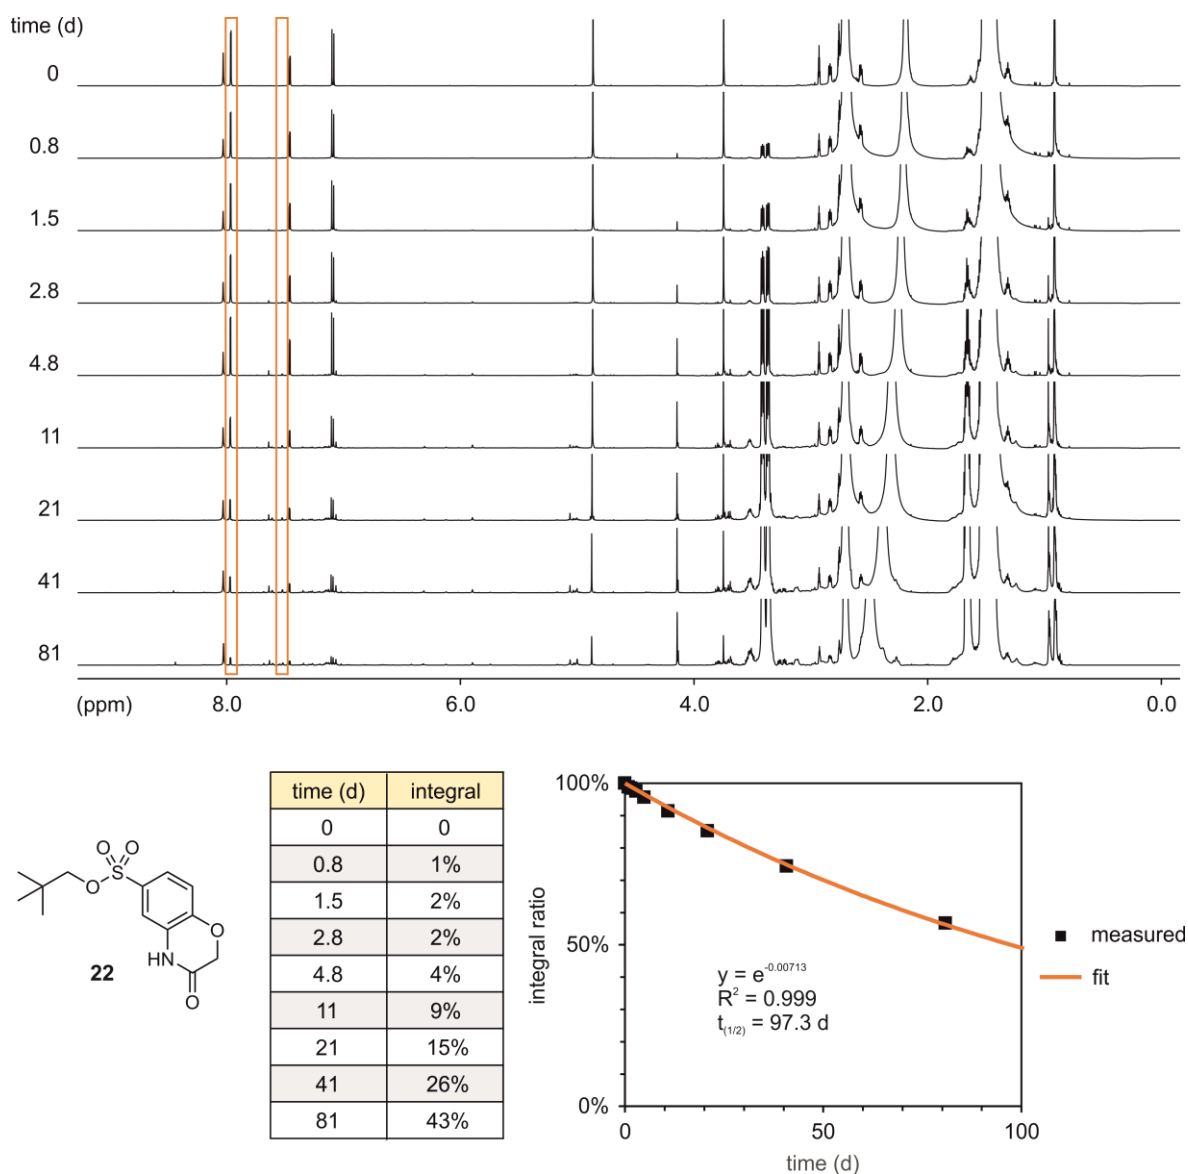 time (d)
0
0.8
1.5
2.8
4.8
11
21
41
81
(ppm) 8.0 6.0 4.0 2.0 0.0
time (d) integral
0 0
0.8 1%
1.5 2%
2.8 2%
4.8 4%
11 9%
21 15%
41 26%
81 43%
O O
S
O
O
HN
O
22
100%
50%
0%
integral ratio
y = e^-0.00713
R² = 0.999
t(1/2) = 97.3 d
0 50 100
time (d)
measured
fit